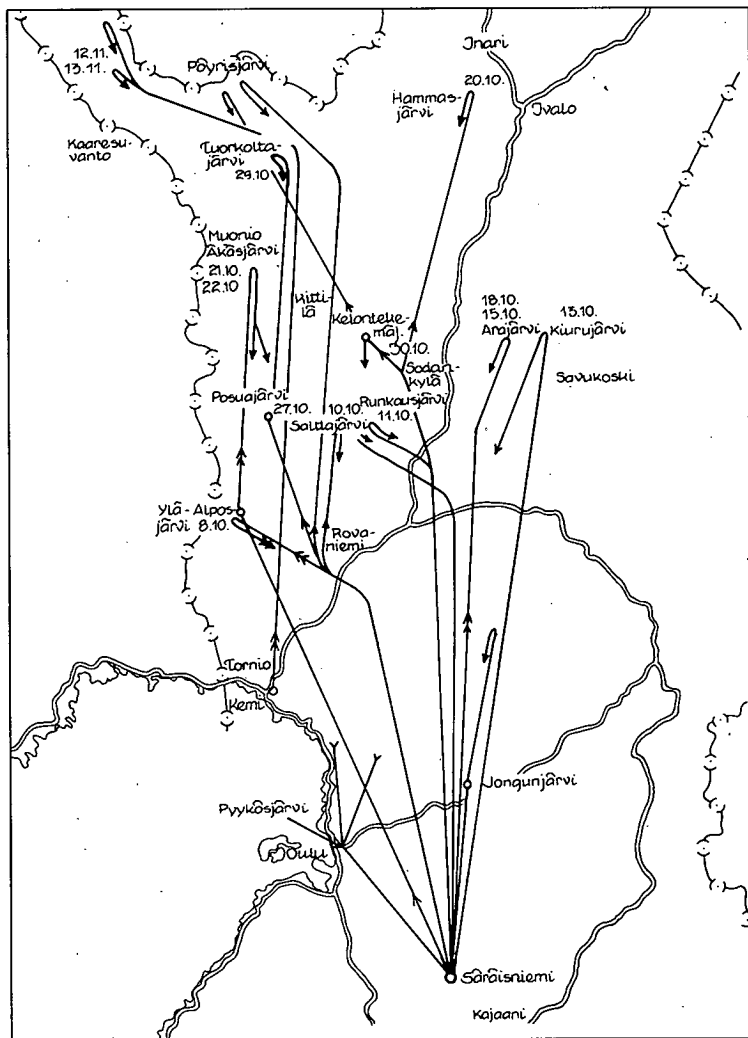 12.11.
13.11.
Pöyrisjärvi
Inari
20.10.
Hammas-
järvi
Ivalo
Kaaresu-
vanto
Tuorkolta-
järvi
29.10
Muonio
Äkäsjärvi
21.10.
22.10
Kittilä
Kelonteke-
mäj.
30.10.
18.10.
15.10.
Arajärvi
13.10.
Kiurujärvi
Sodan-
kylä
Savukoski
Posuajärvi
27.10.
10.10.
Saittajärvi
Runkausjärvi
11.10.
Ylä-Alpos-
järvi 8.10.
Rova-
niemi
Tornio
Kemi
Jongunjärvi
Pyykösjärvi
Oulu
Säräisniemi
Kajaani